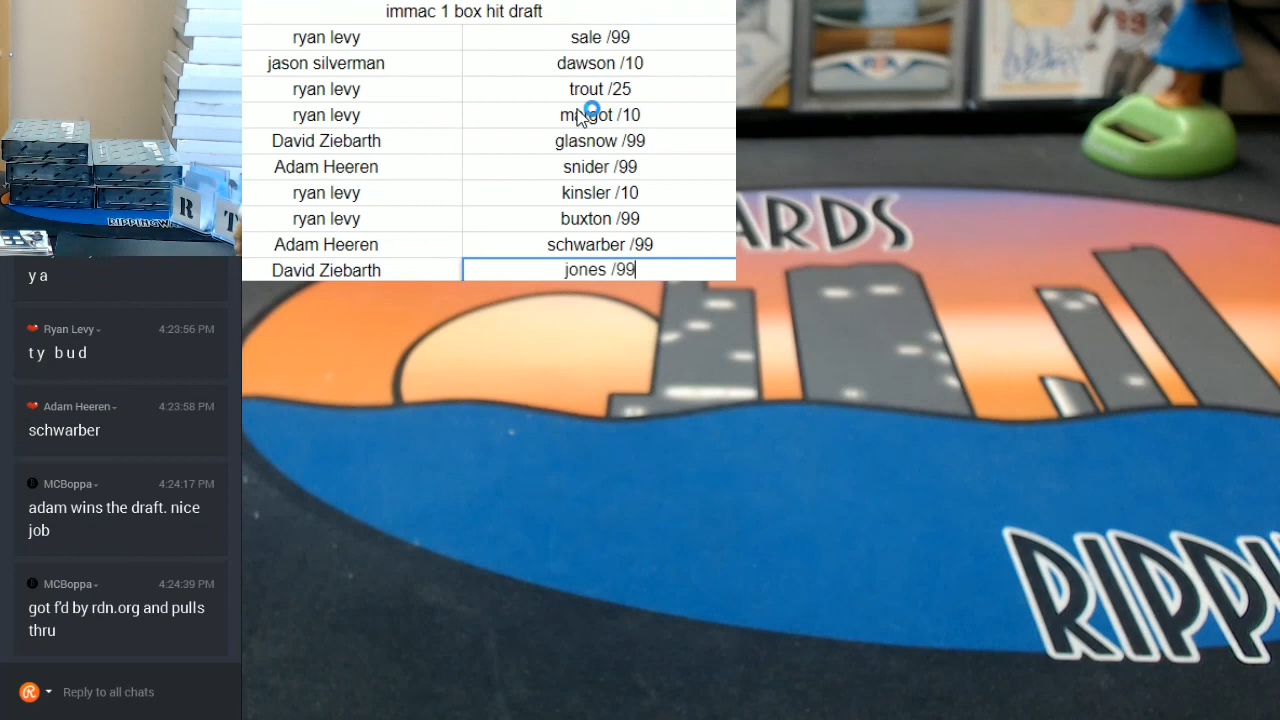 immac 1 box hit draft
ryan levy sale /99
jason silverman dawson /10
ryan levy trout /25
ryan levy /10
David Ziebarth glasnow /99
Adam Heeren snider /99
ryan levy kinsler /10
ryan levy buxton /99
Adam Heeren schwarber /99
David Ziebarth jones /99
R T
RIPPINGW
ARDS
RIPPI
y a
Ryan Levy 4:23:56 PM
t y b u d
Adam Heeren 4:23:58 PM
schwarber
MCBoppa 4:24:17 PM
adam wins the draft. nice
job
MCBoppa 4:24:39 PM
got f'd by rdn.org and pulls
thru
R Reply to all chats